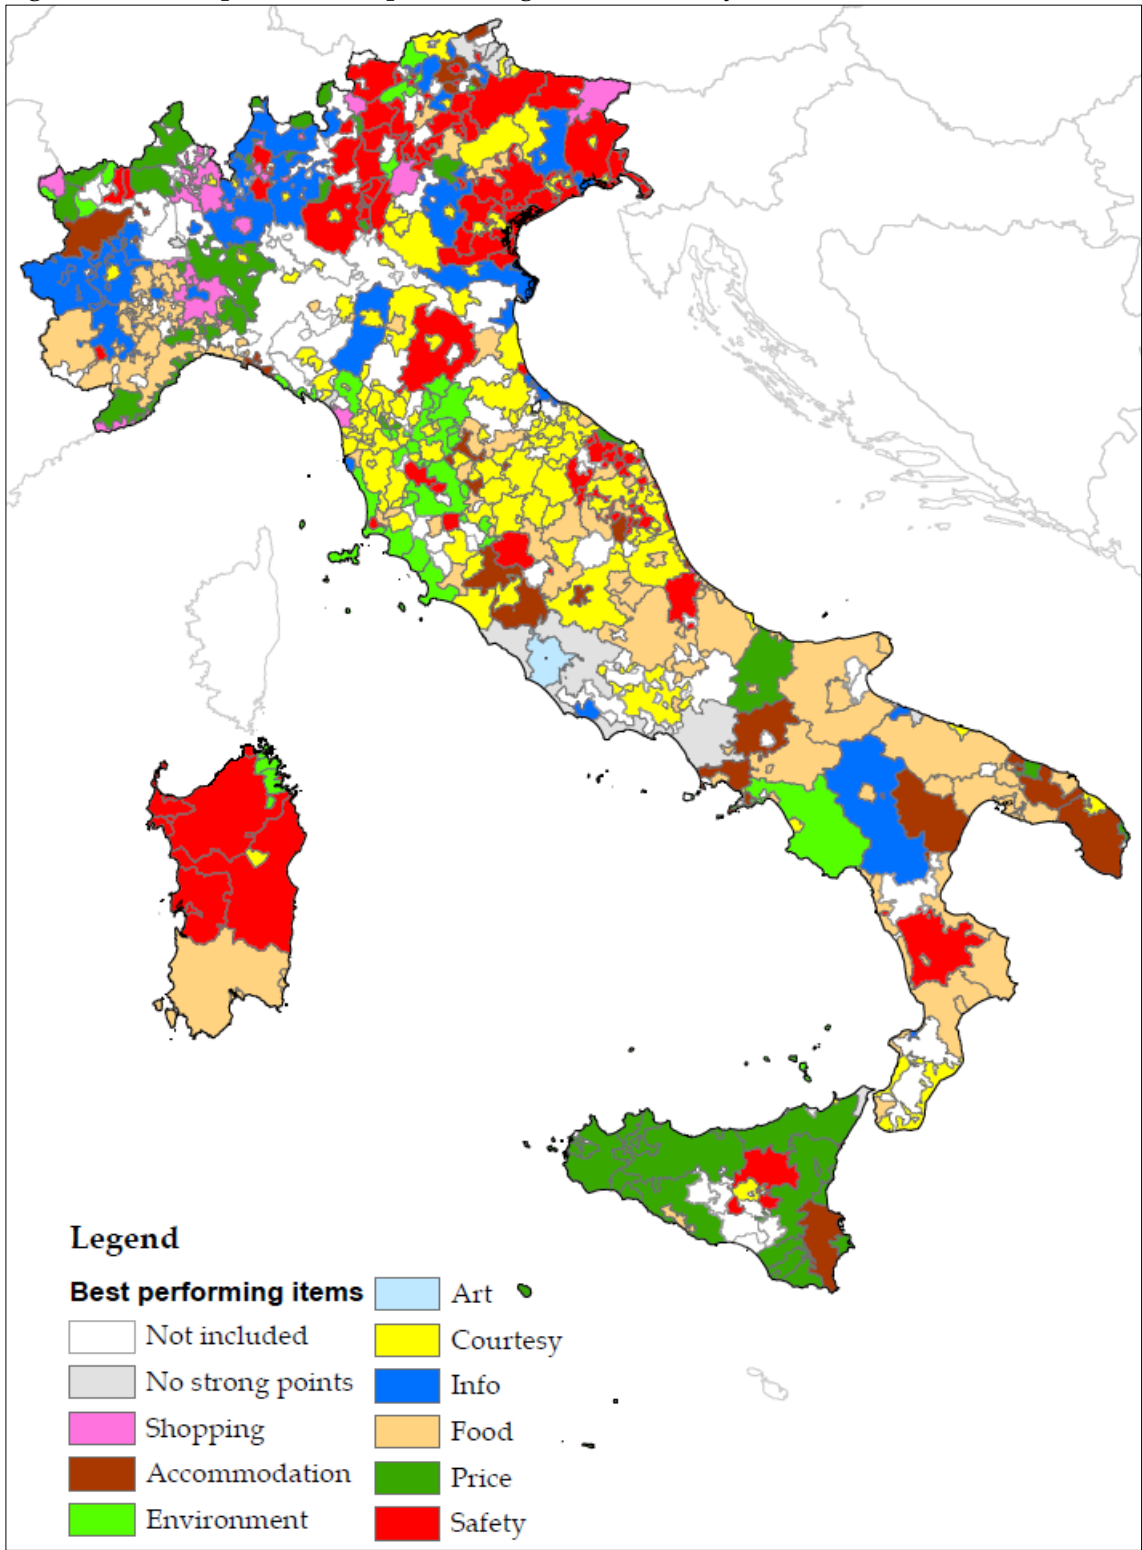 Legend
Best performing items
Not included
No strong points
Shopping
Accommodation
Environment
Art
Courtesy
Info
Food
Price
Safety